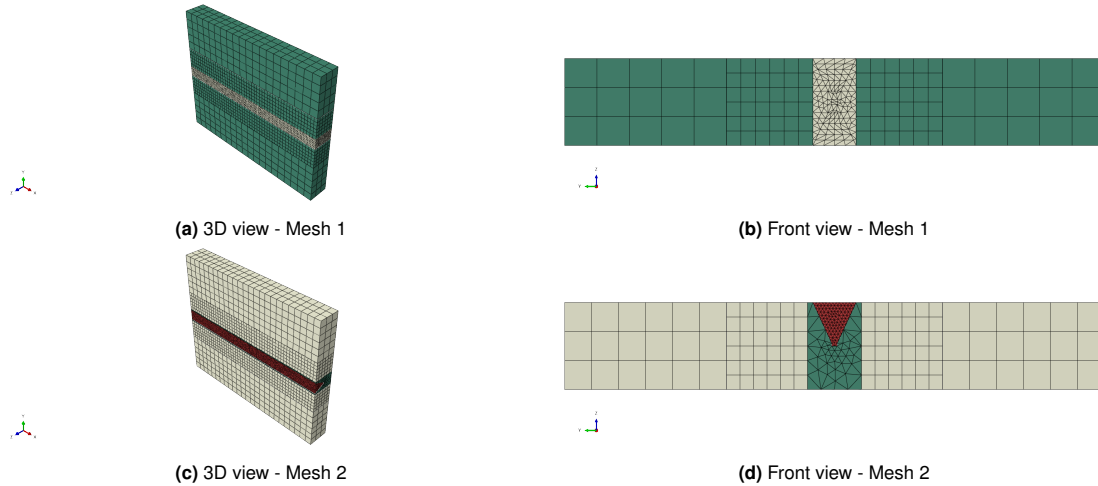 (a) 3D view - Mesh 1
(b) Front view - Mesh 1
(c) 3D view - Mesh 2
(d) Front view - Mesh 2